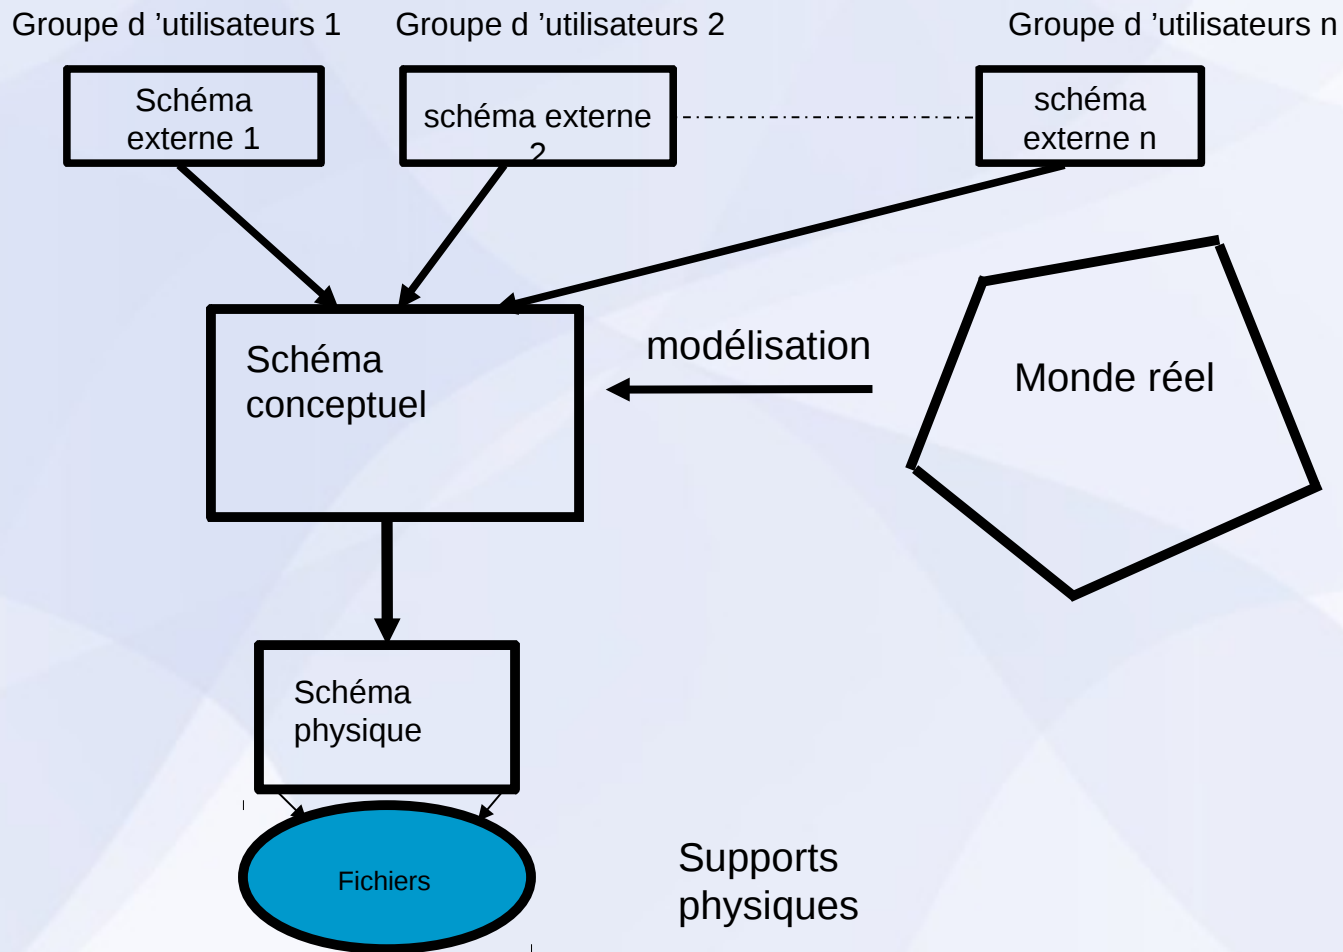 Groupe d ’utilisateurs 1
Groupe d ’utilisateurs 2
Groupe d ’utilisateurs n
Schéma
externe 1
schéma externe
2
schéma
externe n
Schéma
conceptuel
modélisation
Monde réel
Schéma
physique
Fichiers
Supports
physiques